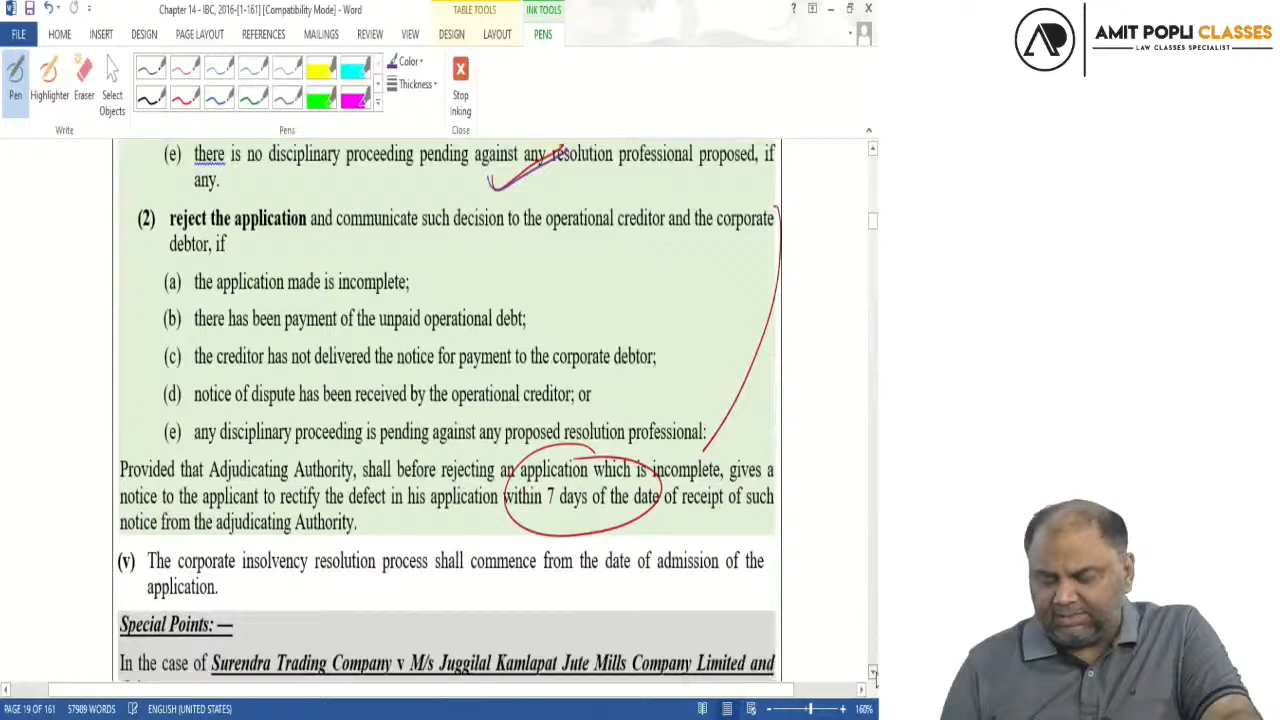 Chapter 14 - IBC, 2016-[1-161] [Compatibility Mode] - Word
TABLE TOOLS
INK TOOLS
FILE
HOME
INSERT
DESIGN
PAGE LAYOUT
REFERENCES
MAILINGS
REVIEW
VIEW
DESIGN
LAYOUT
PENS
Pen
Highlighter
Eraser
Select
Objects
Color
Thickness
Stop
Inking
Write
Pens
Close
AMIT POPLI CLASSES
LAW CLASSES SPECIALIST
(e) there is no disciplinary proceeding pending against any resolution professional proposed, if
any.
(2) reject the application and communicate such decision to the operational creditor and the corporate
debtor, if
(a) the application made is incomplete;
(b) there has been payment of the unpaid operational debt;
(c) the creditor has not delivered the notice for payment to the corporate debtor;
(d) notice of dispute has been received by the operational creditor; or
(e) any disciplinary proceeding is pending against any proposed resolution professional:
Provided that Adjudicating Authority, shall before rejecting an application which is incomplete, gives a
notice to the applicant to rectify the defect in his application within 7 days of the date of receipt of such
notice from the adjudicating Authority.
(v) The corporate insolvency resolution process shall commence from the date of admission of the
application.
Special Points: —
In the case of Surendra Trading Company v M/s Juggilal Kamlapat Jute Mills Company Limited and
PAGE 19 OF 161
57989 WORDS
ENGLISH (UNITED STATES)
160%